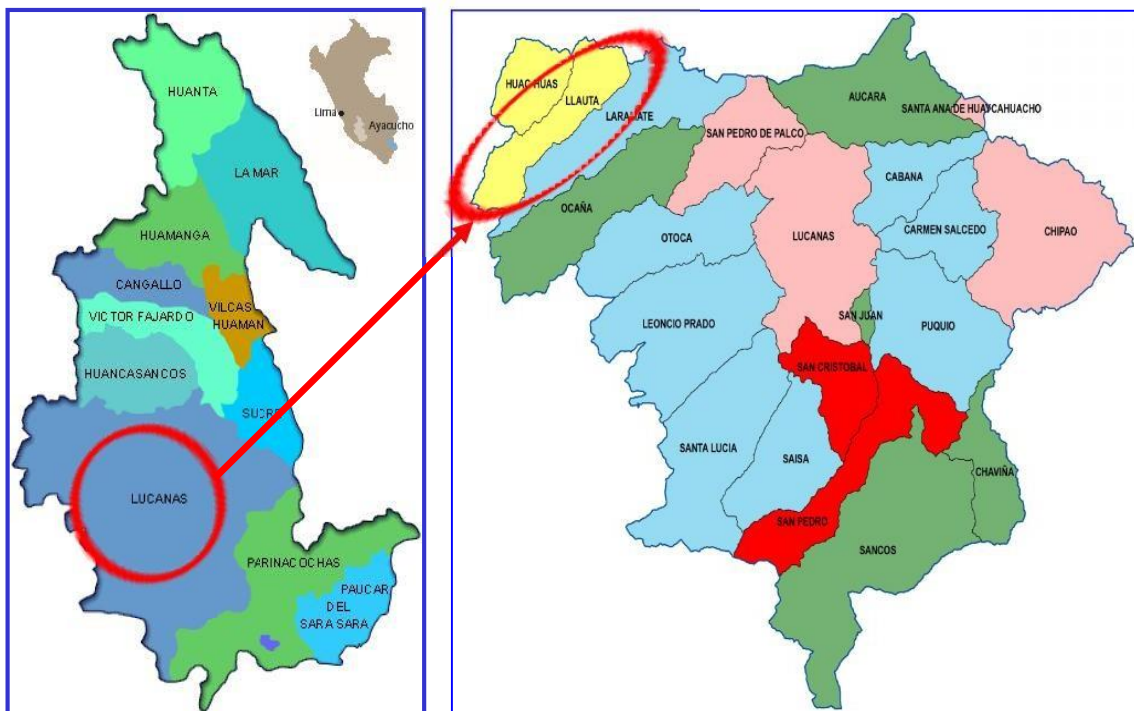 HUANTA
Lima
Ayacucho
LA MAR
HUAMANGA
CANGALLO
VILCAS
HUAMAN
VICTOR FAJARDO
HUANCASANCOS
SUCRE
LUCANAS
PARINACOCHAS
PAUCAR
DEL
SARA SARA
HUAC HUAS
LLAUTA
LARAMATE
AUCARA
SANTA ANA DE HUAYCAHUACHO
SAN PEDRO DE PALCO
CABANA
OCAÑA
OTOCA
LUCANAS
CARMEN SALCEDO
CHIPAO
LEONCIO PRADO
SAN JUAN
PUQUIO
SAN CRISTOBAL
SANTA LUCIA
SAISA
CHAVIÑA
SAN PEDRO
SANCOS